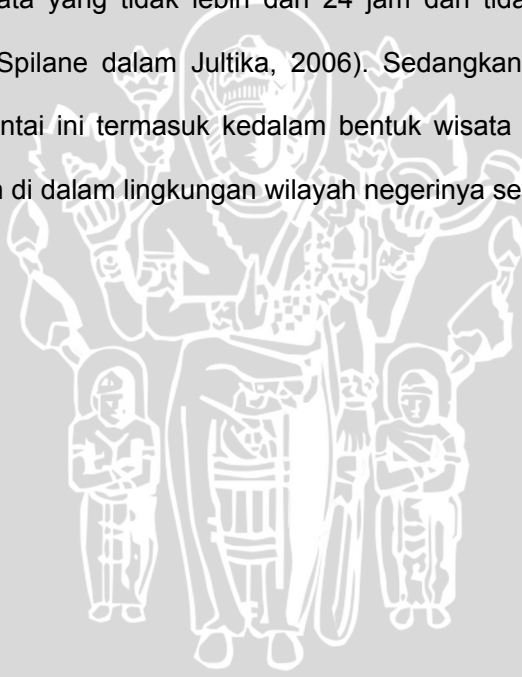 ata yang tidak lebih dari 24 jam dan tida
Spilane dalam Jultika, 2006). Sedangkan
ntai ini termasuk kedalam bentuk wisata
n di dalam lingkungan wilayah negerinya se